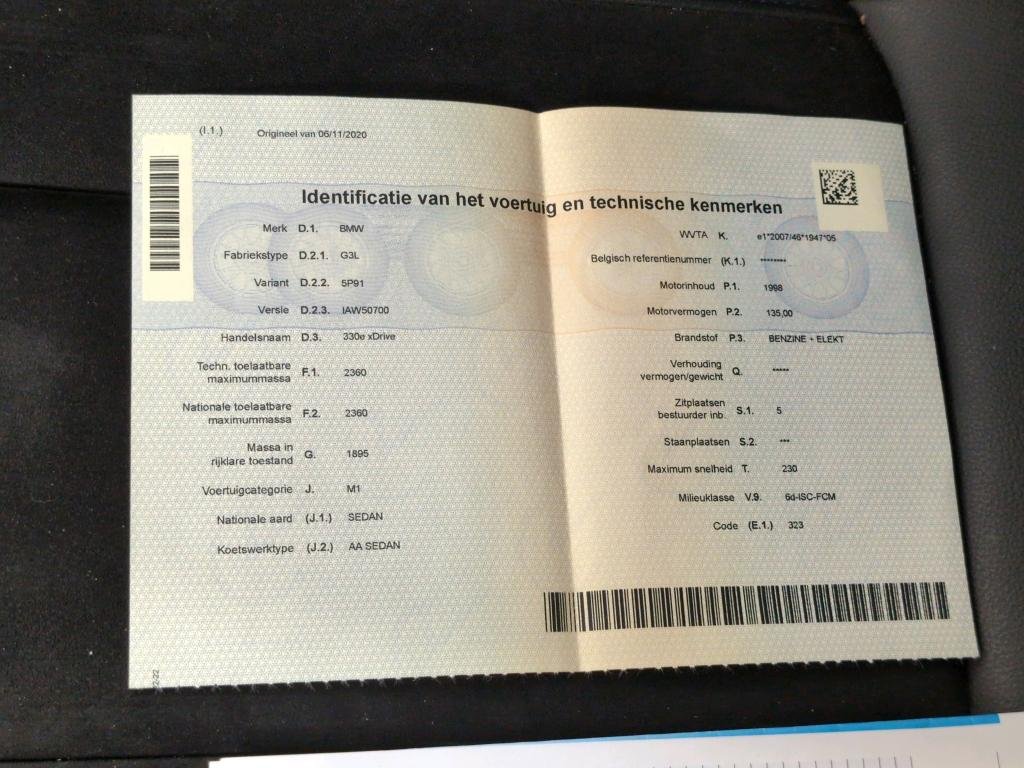 (I.1.) Origineel van 06/11/2020
Identificatie van het voertuig en technische kenmerken
Merk D.1. BMW
Fabriekstype D.2.1. G3L
Variant D.2.2. 5P91
Versie D.2.3. IAW50700
Handelsnaam D.3. 330e xDrive
Techn. toelaatbare
maximummassa F.1. 2360
Nationale toelaatbare
maximummassa F.2. 2360
Massa in
rijklare toestand G. 1895
Voertuigcategorie J. M1
Nationale aard (J.1.) SEDAN
Koetswerktype (J.2.) AA SEDAN
WVTA K. e1*2007/46*1947*05
Belgisch referentienummer (K.1.) ********
Motorinhoud P.1. 1998
Motorvermogen P.2. 135,00
Brandstof P.3. BENZINE + ELEKT
Verhouding
vermogen/gewicht Q. *****
Zitplaatsen
bestuurder inb. S.1. 5
Staanplaatsen S.2. ***
Maximum snelheid T. 230
Milieuklasse V.9. 6d-ISC-FCM
Code (E.1.) 323